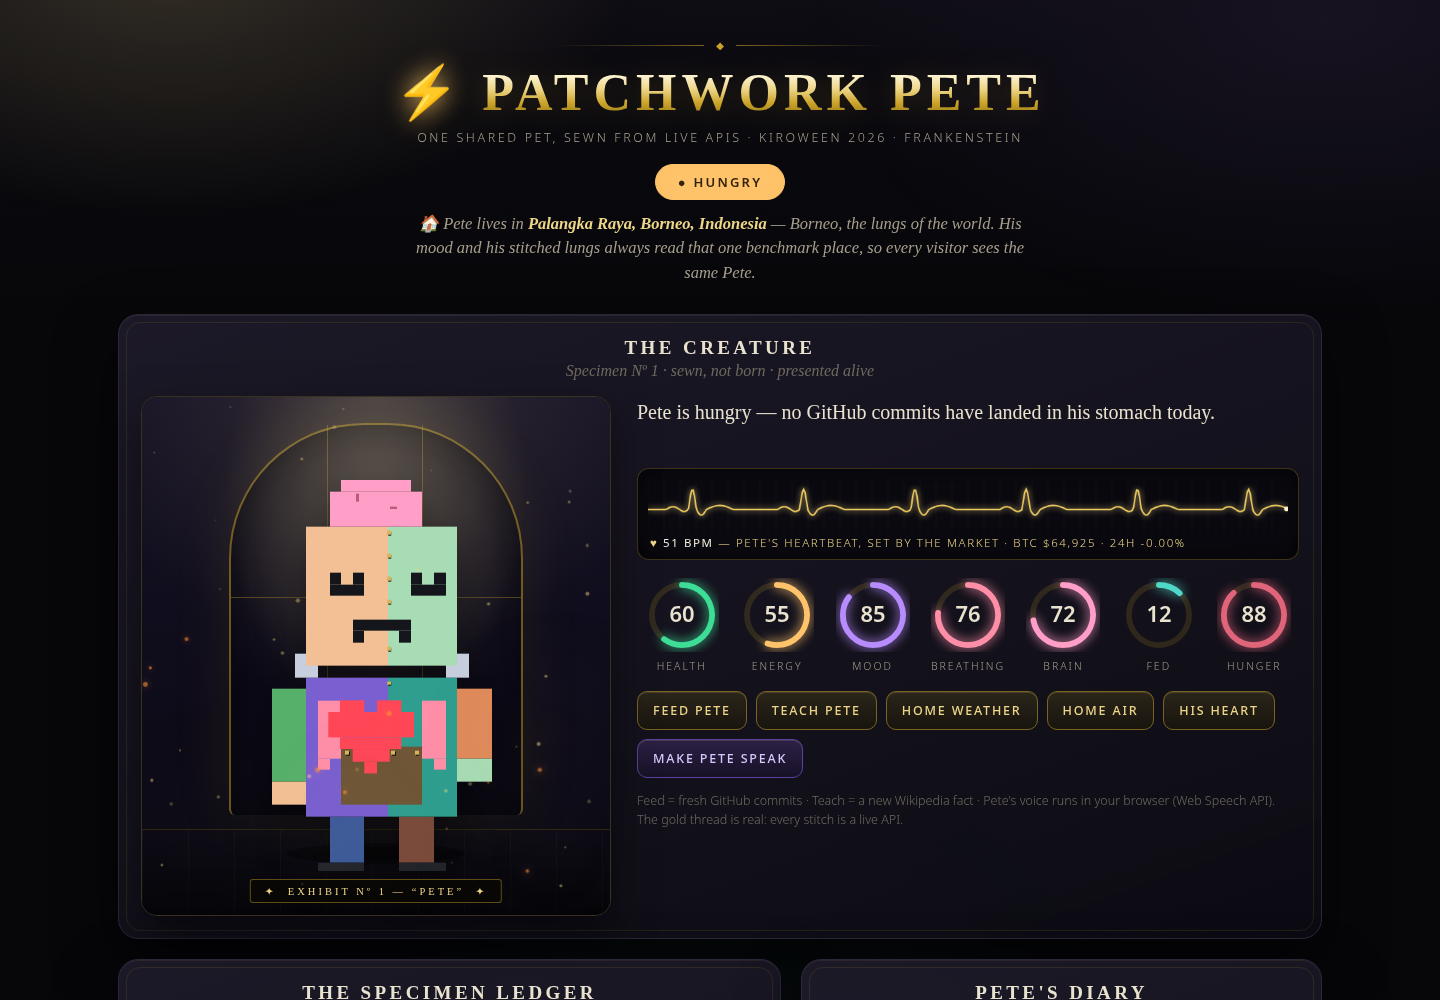 ⚡ PATCHWORK PETE
ONE SHARED PET, SEWN FROM LIVE APIS · KIROWEEN 2026 · FRANKENSTEIN
● HUNGRY
🏠 Pete lives in Palangka Raya, Borneo, Indonesia — Borneo, the lungs of the world. His
mood and his stitched lungs always read that one benchmark place, so every visitor sees the
same Pete.
THE CREATURE
Specimen Nº 1 · sewn, not born · presented alive
Pete is hungry — no GitHub commits have landed in his stomach today.
♥ 51 BPM — PETE'S HEARTBEAT, SET BY THE MARKET · BTC $64,925 · 24H -0.00%
60 55 85 76 72 12 88
HEALTH ENERGY MOOD BREATHING BRAIN FED HUNGER
FEED PETE TEACH PETE HOME WEATHER HOME AIR HIS HEART
MAKE PETE SPEAK
Feed = fresh GitHub commits · Teach = a new Wikipedia fact · Pete's voice runs in your browser (Web Speech API).
The gold thread is real: every stitch is a live API.
✦ EXHIBIT Nº 1 — “PETE” ✦
THE SPECIMEN LEDGER
PETE'S DIARY